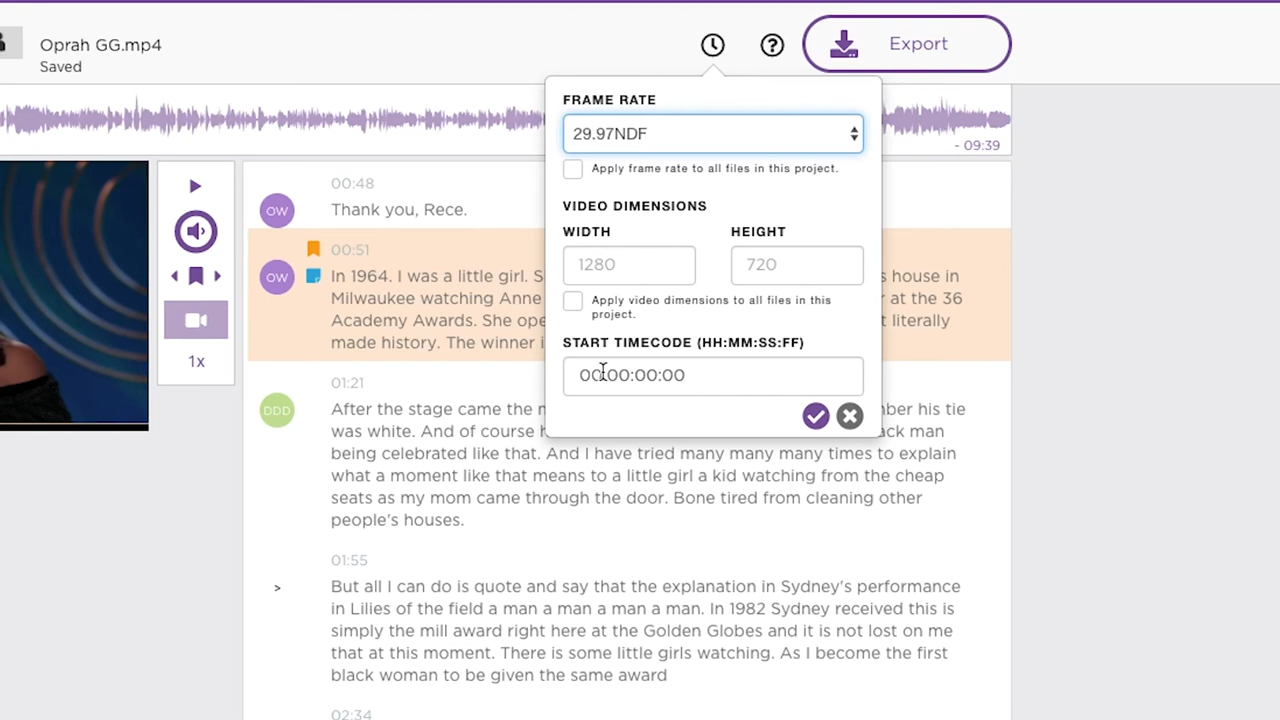 Oprah GG.mp4
Saved
Export
- 09:39
FRAME RATE
29.97NDF
Apply frame rate to all files in this project.
VIDEO DIMENSIONS
WIDTH
HEIGHT
1280
720
Apply video dimensions to all files in this
project.
START TIMECODE (HH:MM:SS:FF)
00:00:00:00
1x
00:48
OW
Thank you, Rece.
00:51
OW
In 1964. I was a little girl. S
s house in
Milwaukee watching Anne
r at the 36
Academy Awards. She ope
t literally
made history. The winner i
01:21
DDD
After the stage came the m
mber his tie
was white. And of course h
ack man
being celebrated like that. And I have tried many many many times to explain
what a moment like that means to a little girl a kid watching from the cheap
seats as my mom came through the door. Bone tired from cleaning other
people's houses.
01:55
>
But all I can do is quote and say that the explanation in Sydney's performance
in Lilies of the field a man a man a man a man. In 1982 Sydney received this is
simply the mill award right here at the Golden Globes and it is not lost on me
that at this moment. There is some little girls watching. As I become the first
black woman to be given the same award
02:34